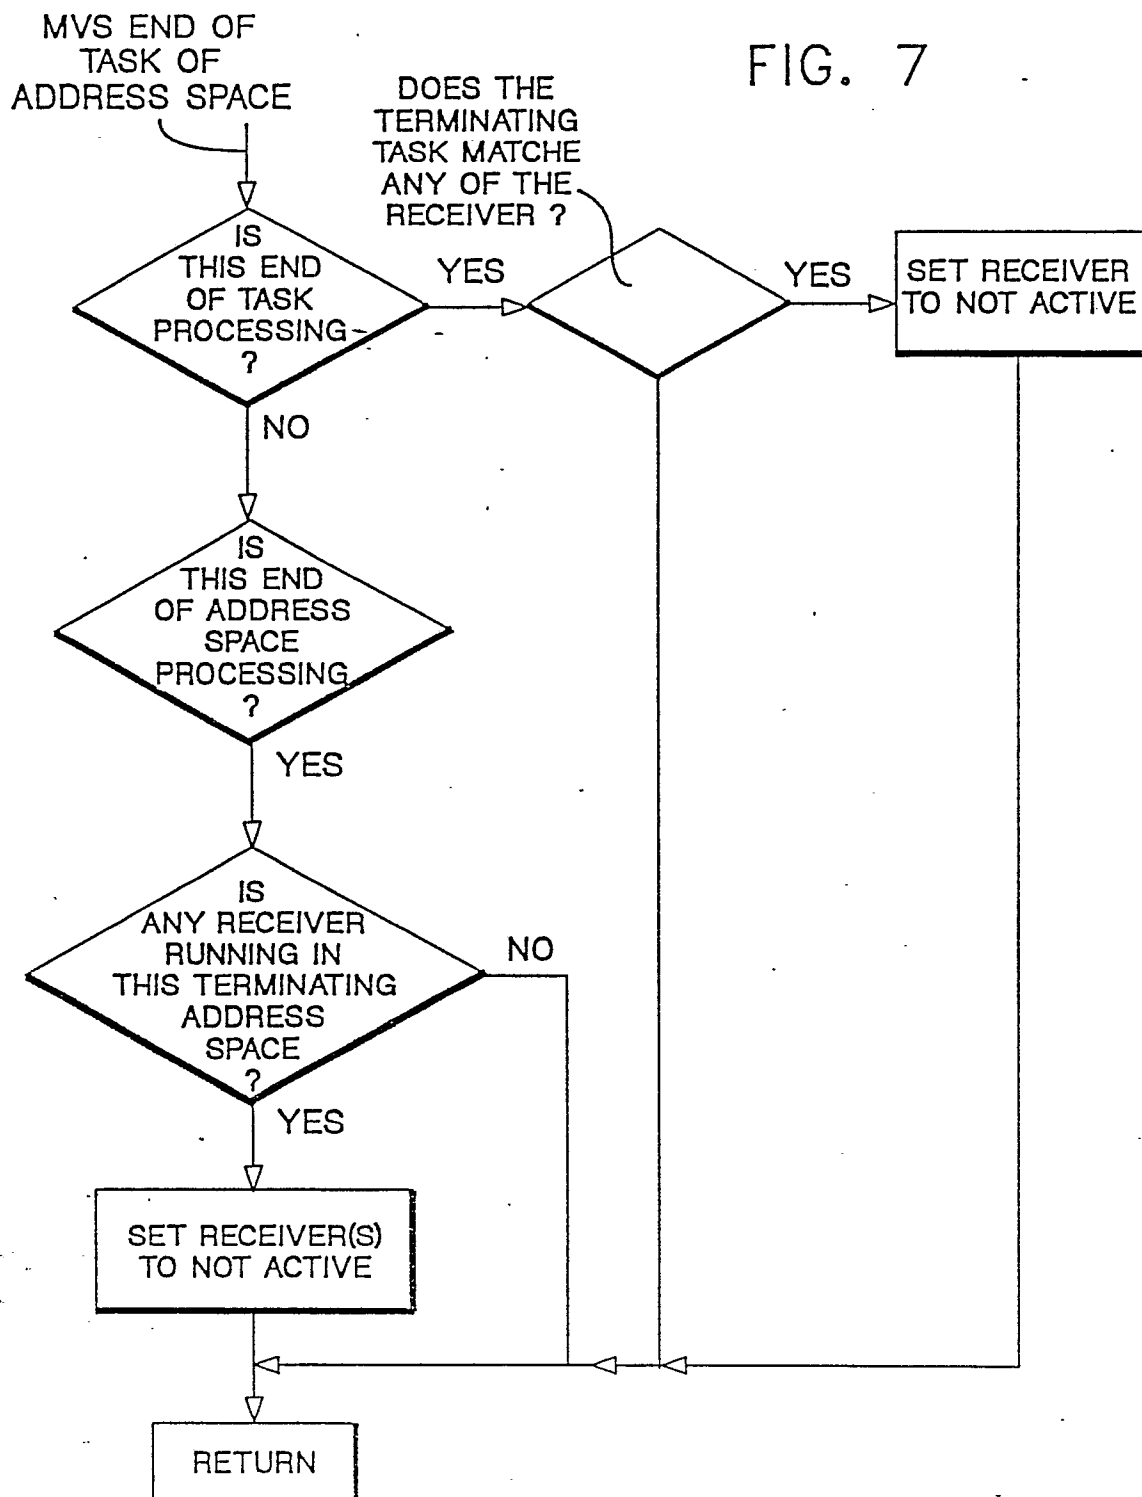 MVS END OF
TASK OF
ADDRESS SPACE
FIG. 7
DOES THE
TERMINATING
TASK MATCHE
ANY OF THE
RECEIVER ?
IS
THIS END
OF TASK
PROCESSING
?
YES
YES
SET RECEIVER
TO NOT ACTIVE
NO
IS
THIS END
OF ADDRESS
SPACE
PROCESSING
?
YES
IS
ANY RECEIVER
RUNNING IN
THIS TERMINATING
ADDRESS
SPACE
?
NO
YES
SET RECEIVER(S)
TO NOT ACTIVE
RETURN